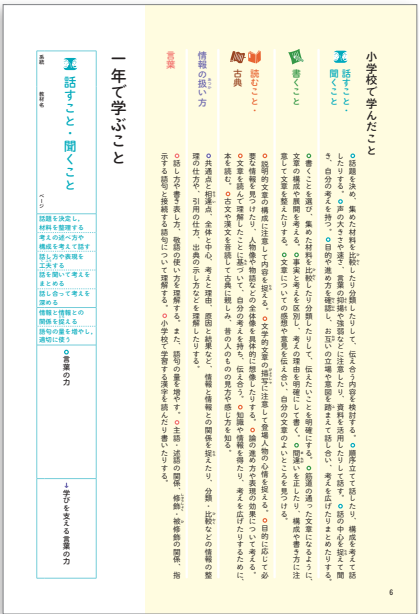 小学校で学んだこと
話すこと・
聞くこと
○話題を決め、集めた材料を比較したり分類したりして、伝え合う内容を検討する。○順序立てて話したり、構成を考えて話
したりする。○声の大きさや速さ、言葉の抑揚や強弱などに注意したり、資料を活用したりして話す。○話の中心を捉えて聞
き、自分の考えを持つ。○目的や進め方を確認し、お互いの立場や意図を踏まえて話し合い、考えを広げたりまとめたりする。
書くこと
○書くことを選び、集めた材料を比較したり分類したりして、伝えたいことを明確にする。○筋道の通った文章になるように、
文章の構成や展開を考える。○事実と考えを区別し、考えの理由を明確にして書く。○間違いを正したり、構成や書き方に注
意して文章を整えたりする。○文章についての感想や意見を伝え合い、自分の文章のよいところを見つける。
読むこと・
古典
○説明的文章の構成に注意して内容を捉える。○文学的文章の描写に注意して登場人物の心情を捉える。○目的に応じて必
要な情報を見つけたり、人物像や物語などの全体像を具体的に想像したりする。○論の進め方や表現の効果について考える。
○文章を読んで理解したことに基づいて、自分の考えを持ち、伝え合う。○知識や情報を得たり、考えを広げたりするために、
本を読む。○古文や漢文を音読して古典に親しみ、昔の人のものの見方や感じ方を知る。
情報の扱い方
○共通点と相違点、全体と中心、考えと理由、原因と結果など、情報と情報との関係を捉えたり、分類・比較などの情報の整
理の仕方や、引用の仕方、出典の示し方などを理解したりする。
言葉
○話し方や書き表し方、敬語の使い方を理解する。また、語句の量を増やす。○主語・述語の関係、修飾・被修飾の関係、指
示する語句と接続する語句について理解する。○小学校で学習する漢字を読んだり書いたりする。
一年で学ぶこと
話すこと・聞くこと
系統
教材名
ページ
話題を決定し、
材料を整理する
考えの述べ方や
構成を考えて話す
話し方や表現を
工夫する
話を聞いて考えを
まとめる
話し合って考えを
深める
情報と情報との
関係を捉える
語句の量を増やし、
適切に使う
○言葉の力
↓学びを支える言葉の力
6